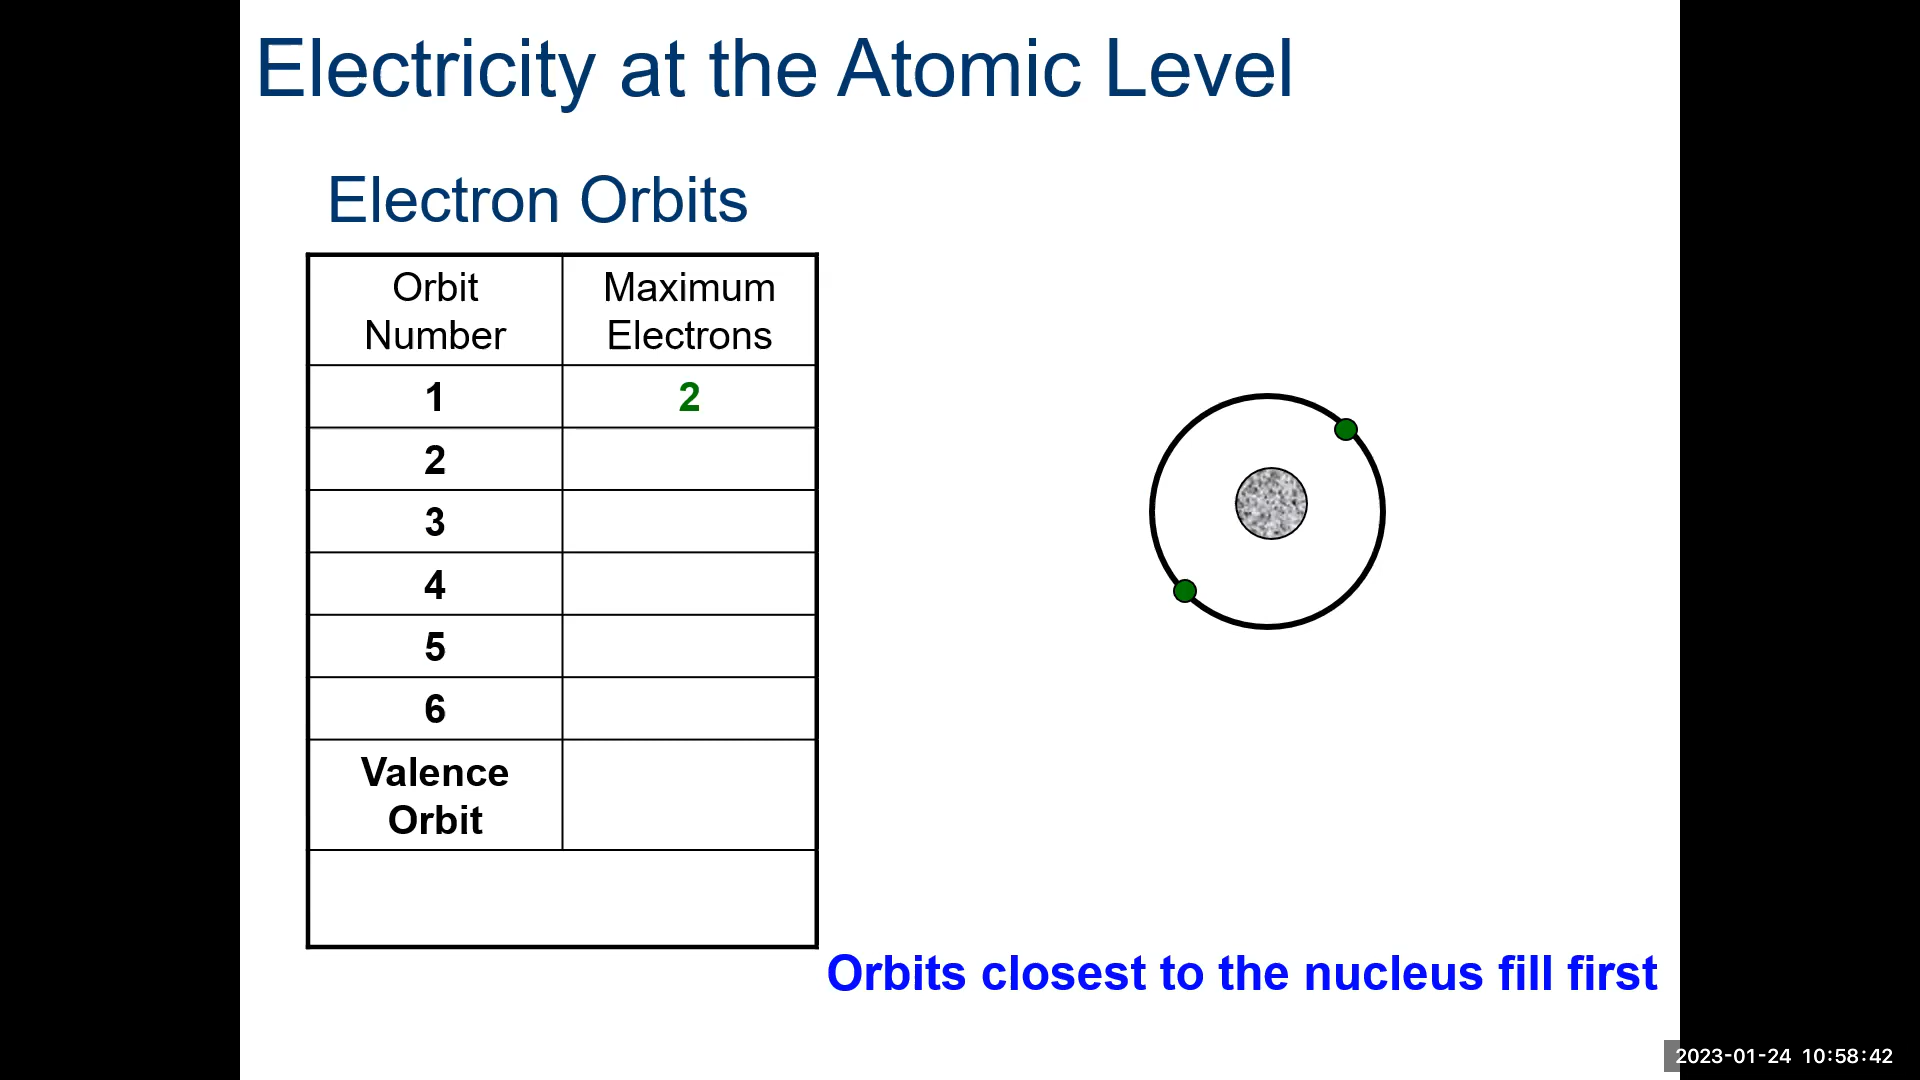 Electricity at the Atomic Level
Electron Orbits
Orbit
Number
Maximum
Electrons
1
2
2
3
4
5
6
Valence
Orbit
Orbits closest to the nucleus fill first
2023-01-24 10:58:42